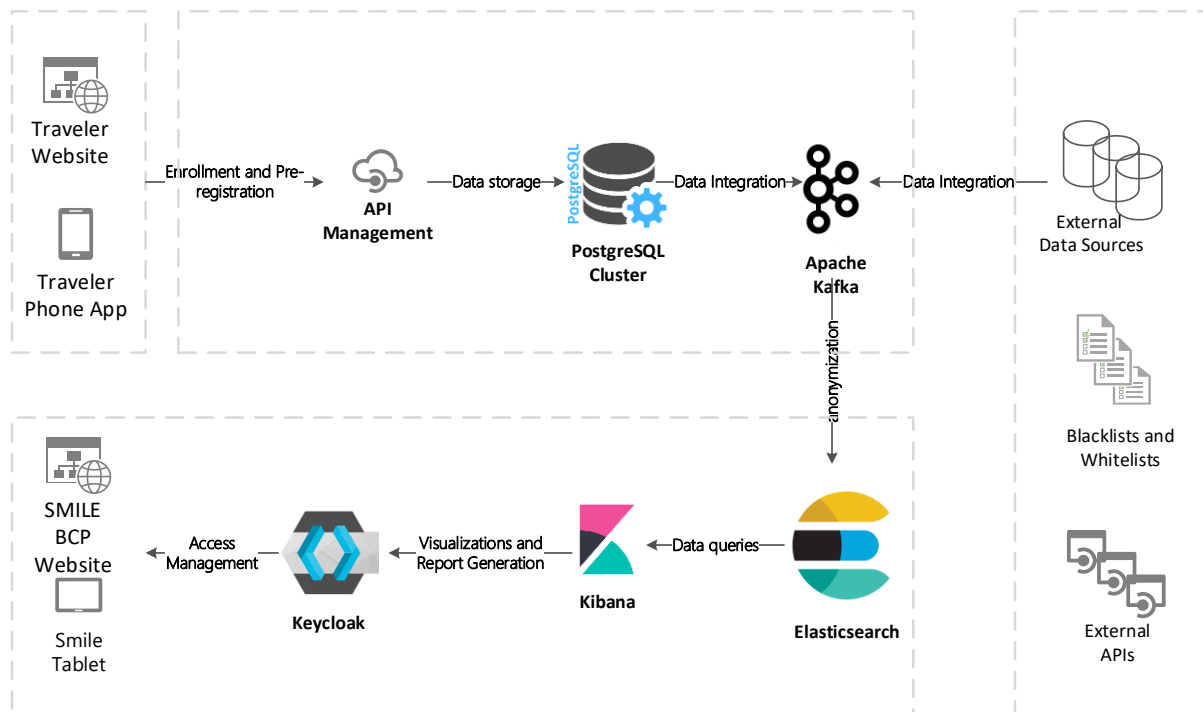 Traveler
Website
Traveler
Phone App
Enrollment and Pre-
registration
API
Management
Data storage
PostgreSQL
PostgreSQL
Cluster
Data Integration
Apache
Kafka
Data Integration
External
Data Sources
Blacklists and
Whitelists
External
APIs
anonymization
Elasticsearch
Data queries
Kibana
Visualizations and
Report Generation
Keycloak
Access
Management
SMILE
BCP
Website
Smile
Tablet